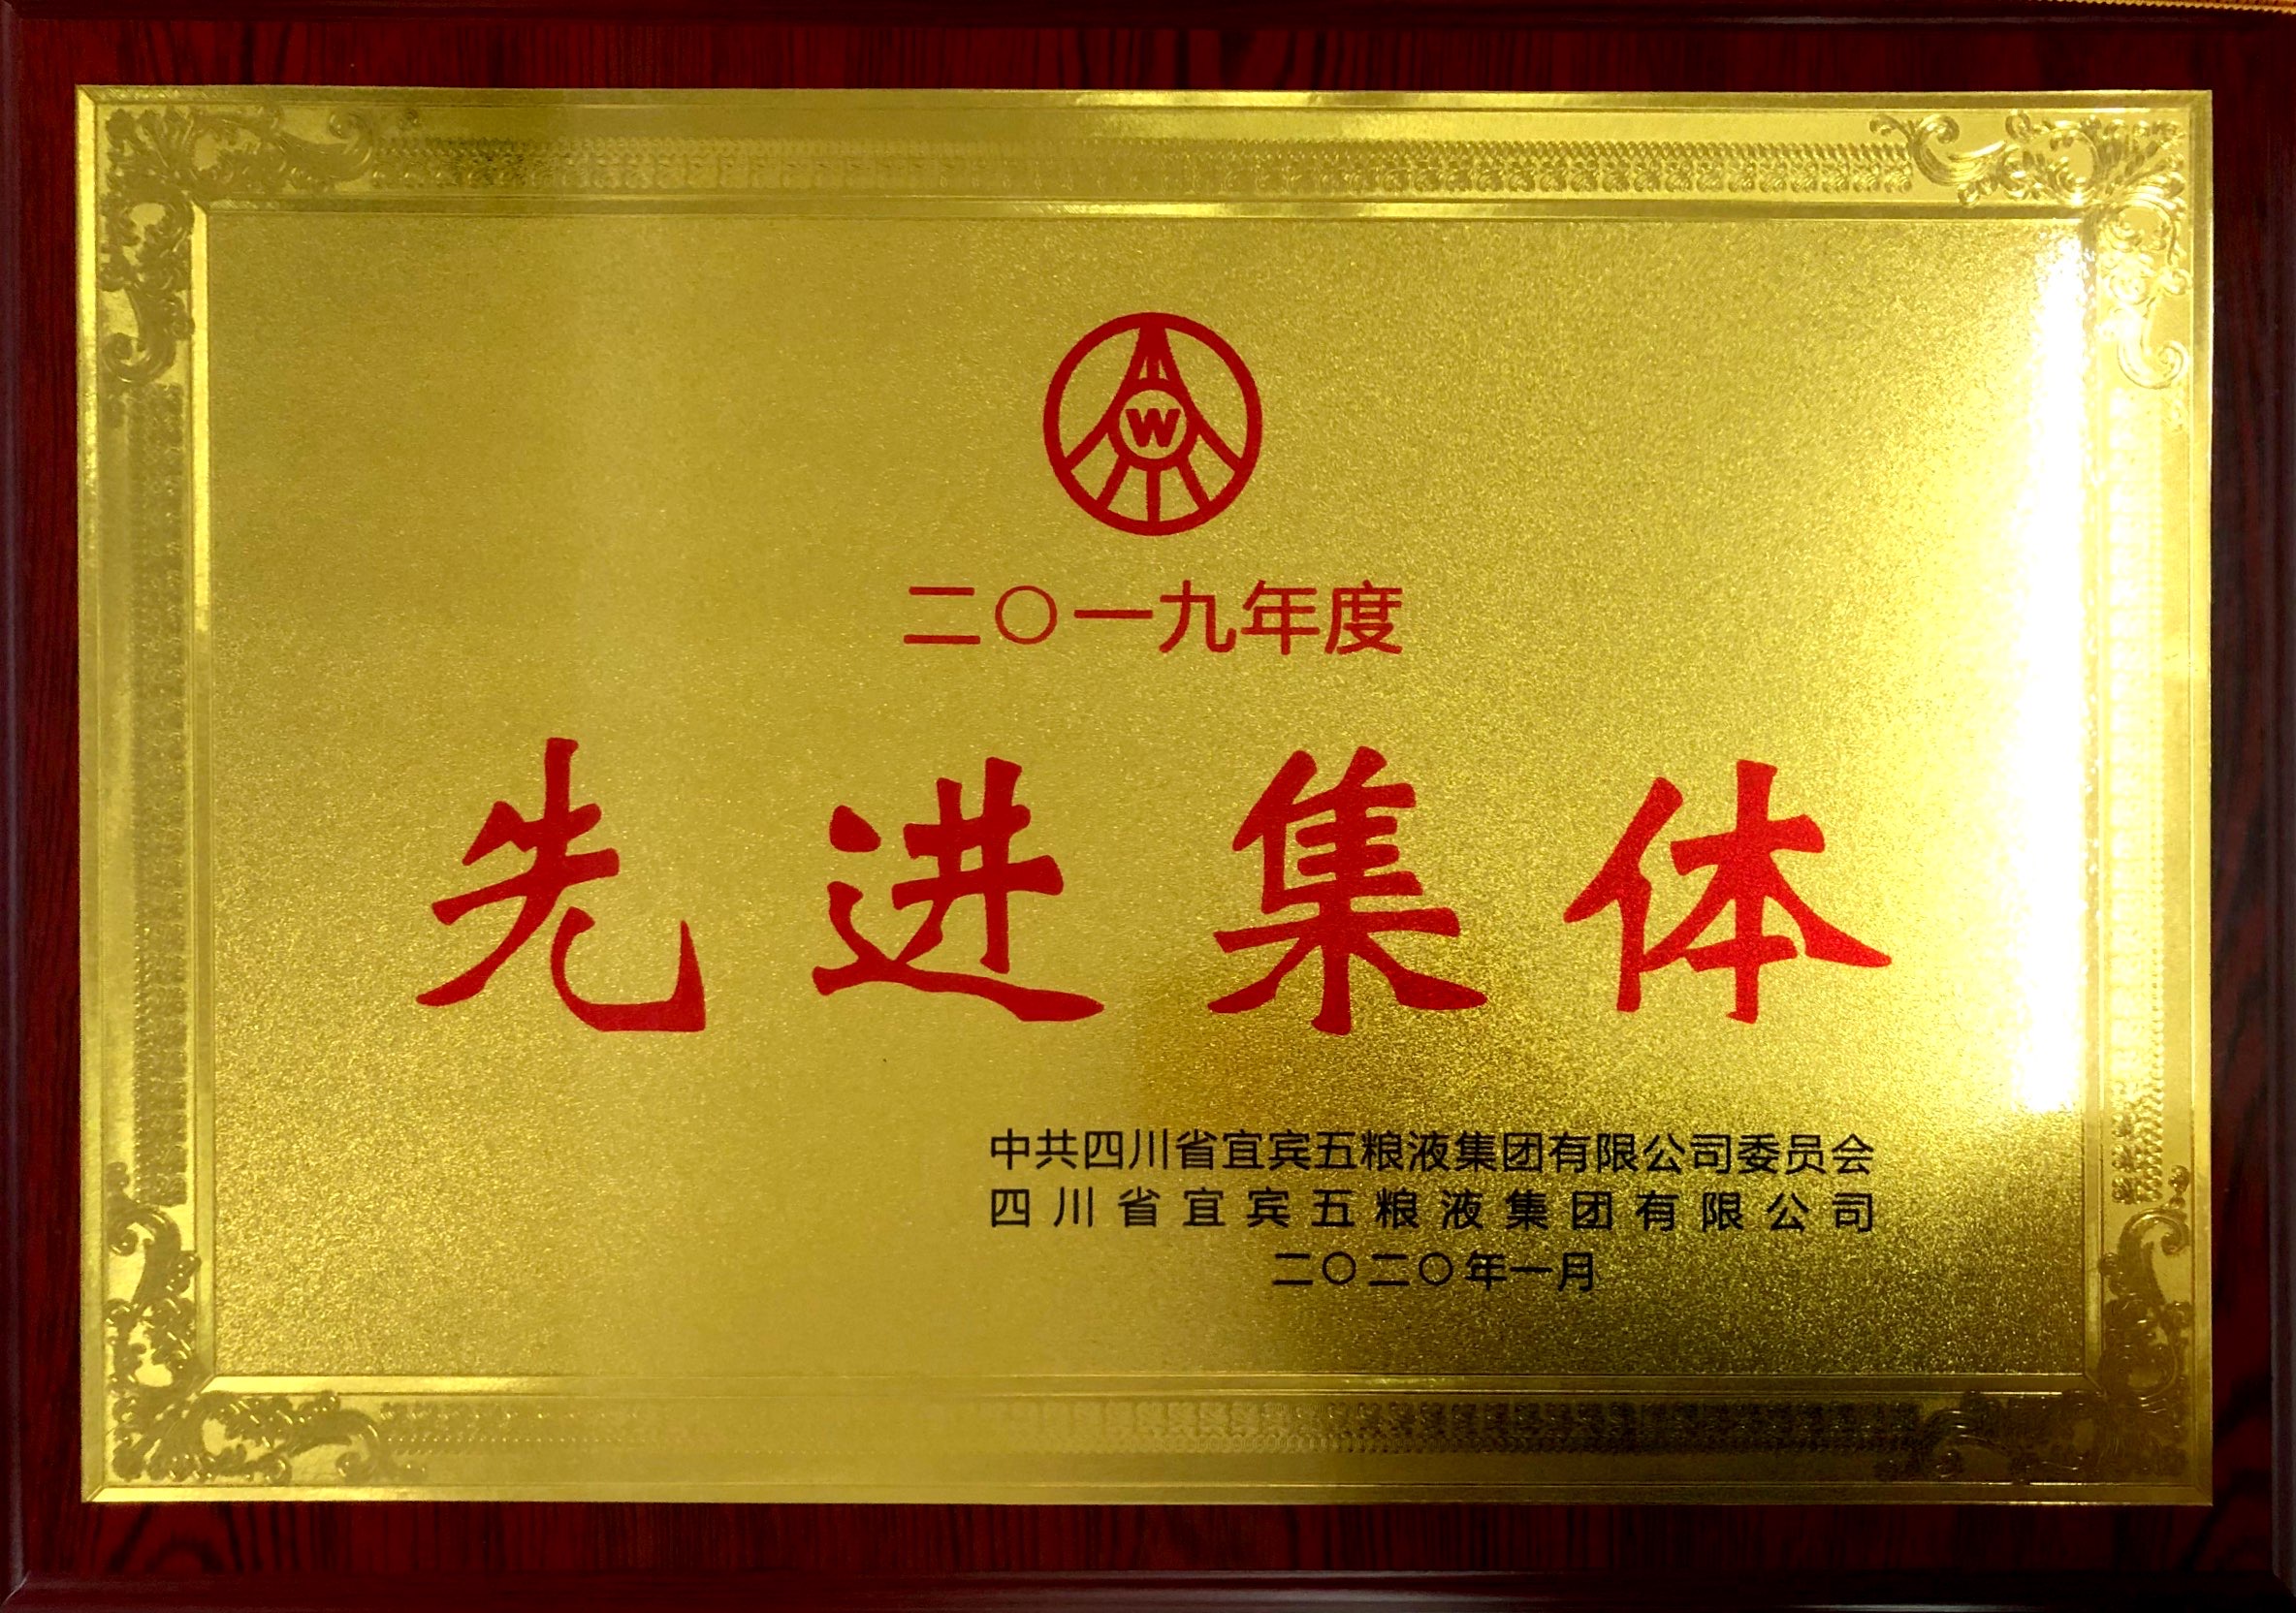 W
二〇一九年度
先进集体
中共四川省宜宾五粮液集团有限公司委员会
四川省宜宾五粮液集团有限公司
二〇二〇年一月